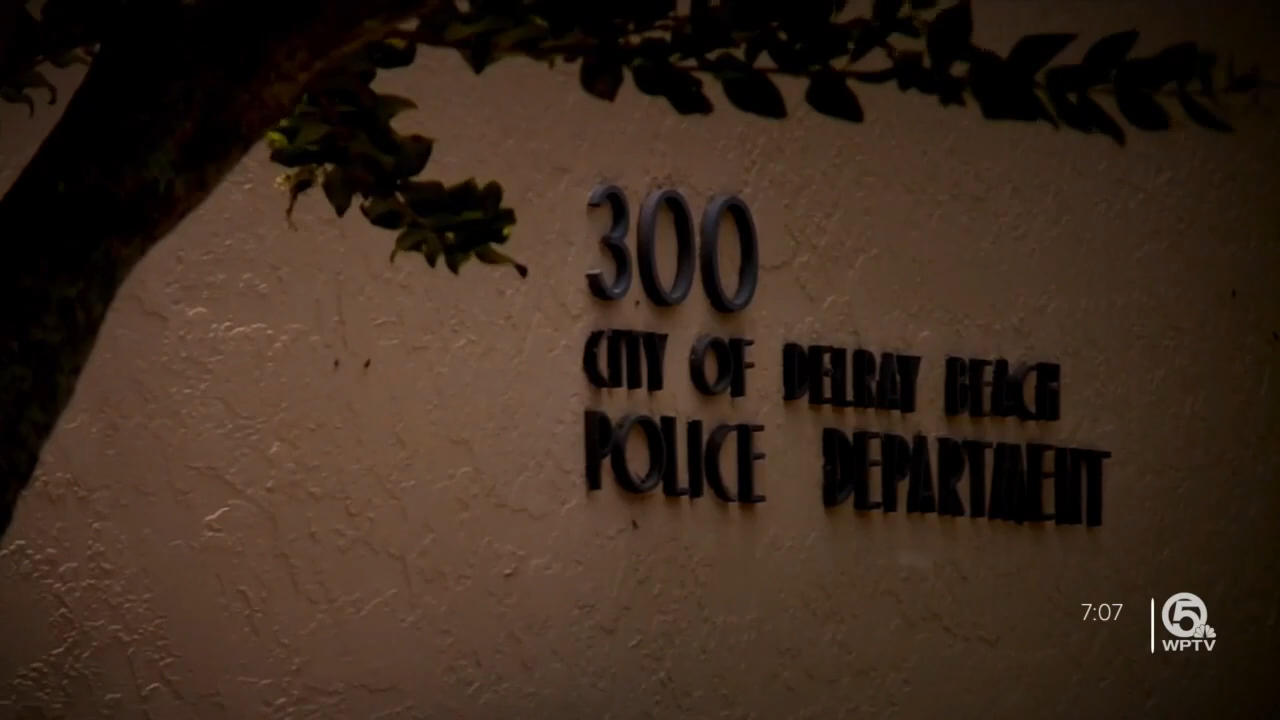 300
CITY OF DELRAY BEACH
POLICE DEPARTMENT
7:07
5
WPTV